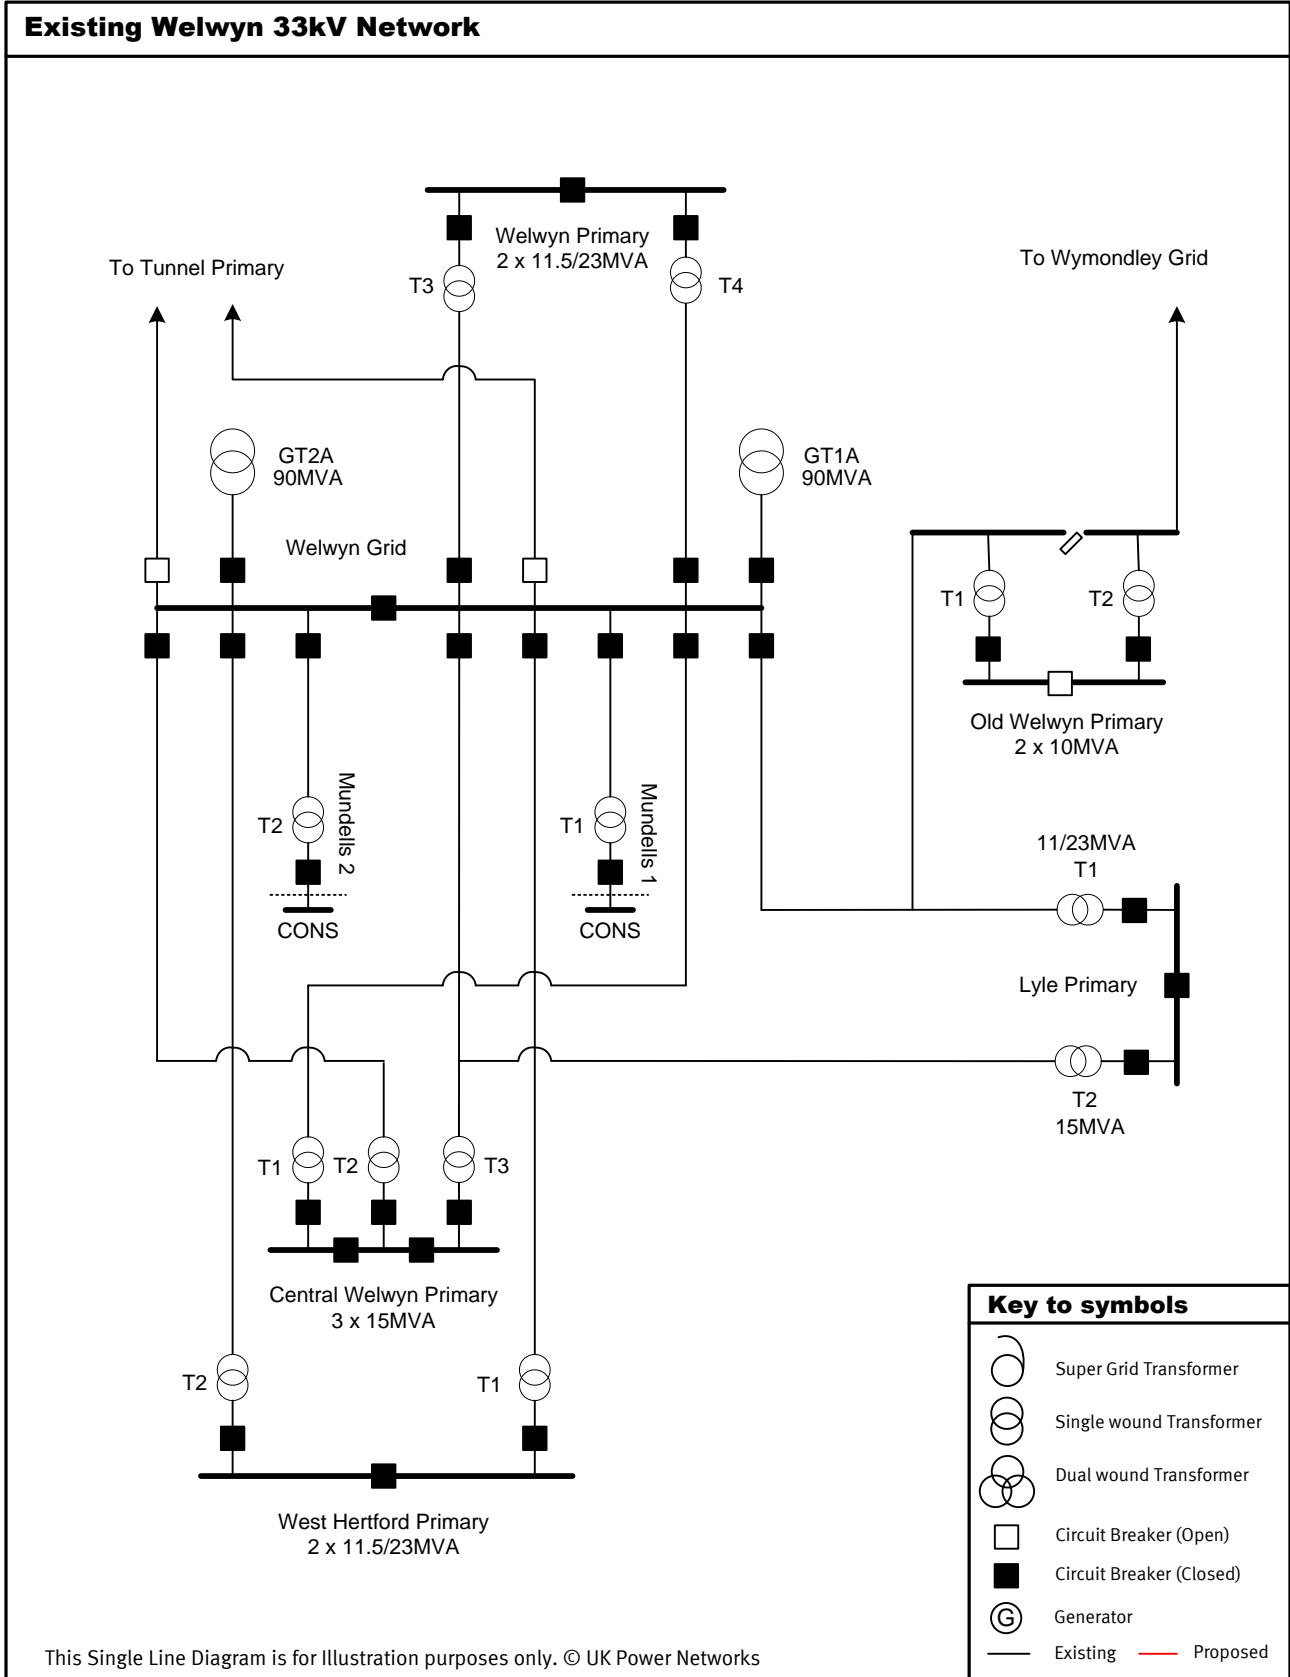 Existing Welwyn 33kV Network
Welwyn Primary
2 x 11.5/23MVA
To Tunnel Primary
To Wymondley Grid
T3
T4
GT2A
90MVA
GT1A
90MVA
Welwyn Grid
T1
T2
Old Welwyn Primary
2 x 10MVA
T2
Mundells 2
CONS
T1
Mundells 1
CONS
11/23MVA
T1
Lyle Primary
T2
15MVA
T1
T2
T3
Central Welwyn Primary
3 x 15MVA
T2
T1
West Hertford Primary
2 x 11.5/23MVA
Key to symbols
Super Grid Transformer
Single wound Transformer
Dual wound Transformer
Circuit Breaker (Open)
Circuit Breaker (Closed)
G Generator
Existing Proposed
This Single Line Diagram is for Illustration purposes only. © UK Power Networks